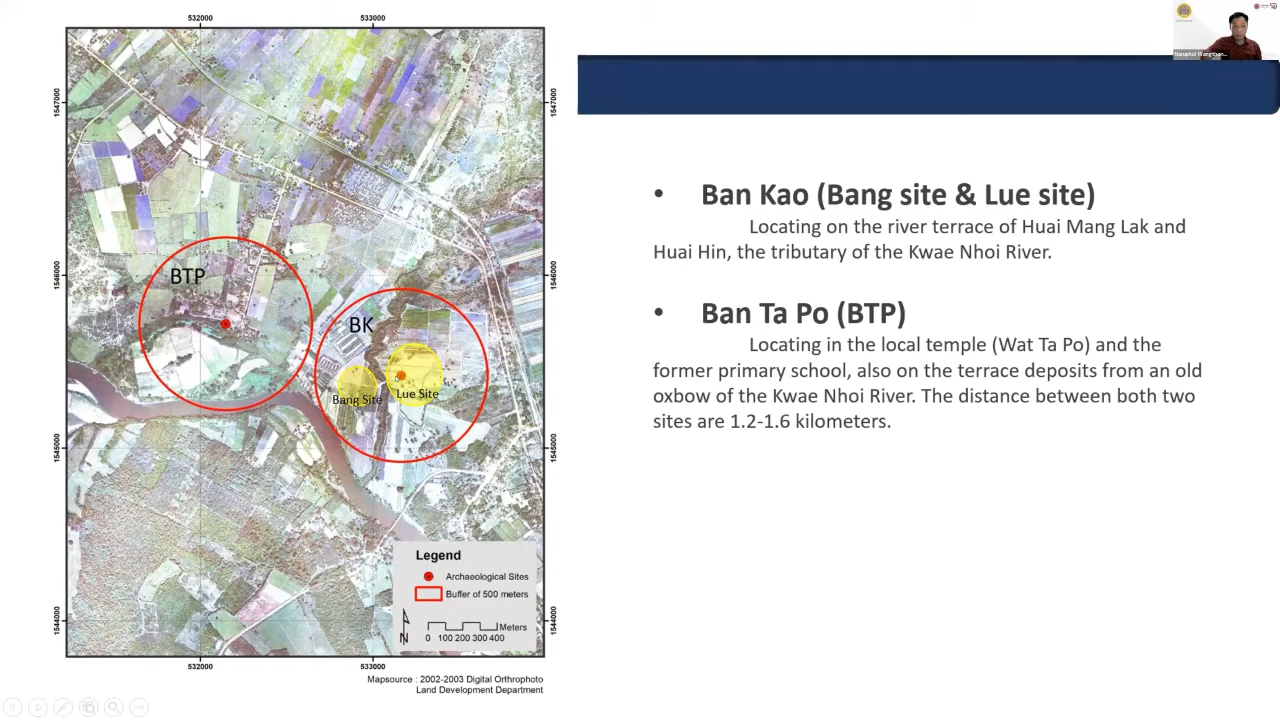 532000
533000
1547000
1547000
1546000
1546000
1545000
1545000
1544000
1544000
BTP
BK
Bang Site
Lue Site
Legend
Archaeological Sites
Buffer of 500 meters
N
Meters
0 100 200 300 400
532000
533000
Mapsource : 2002-2003 Digital Orthophoto
Land Development Department
• Ban Kao (Bang site & Lue site)
Locating on the river terrace of Huai Mang Lak and
Huai Hin, the tributary of the Kwae Nhoi River.
• Ban Ta Po (BTP)
Locating in the local temple (Wat Ta Po) and the
former primary school, also on the terrace deposits from an old
oxbow of the Kwae Nhoi River. The distance between both two
sites are 1.2-1.6 kilometers.